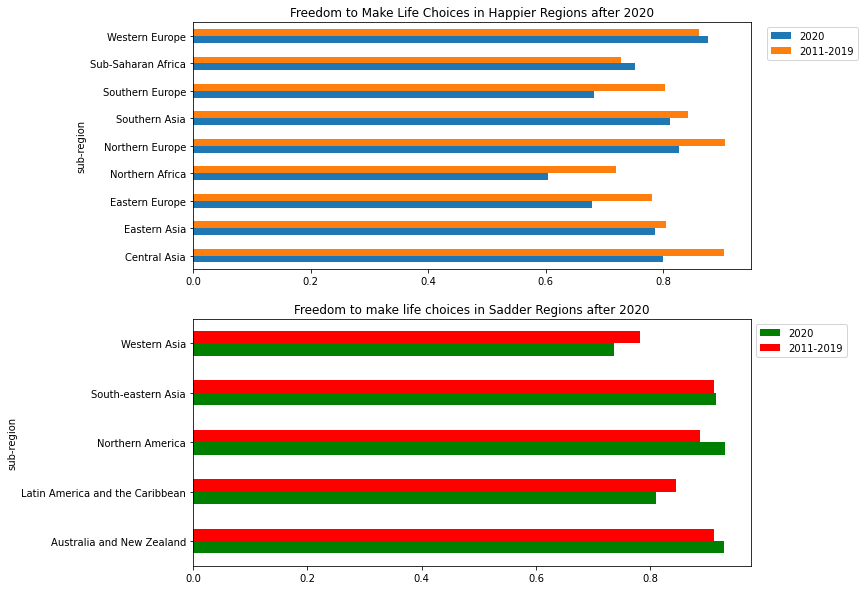 Freedom to Make Life Choices in Happier Regions after 2020
2020
2011-2019
sub-region
Western Europe
Sub-Saharan Africa
Southern Europe
Southern Asia
Northern Europe
Northern Africa
Eastern Europe
Eastern Asia
Central Asia
0.0 0.2 0.4 0.6 0.8
Freedom to make life choices in Sadder Regions after 2020
2020
2011-2019
sub-region
Western Asia
South-eastern Asia
Northern America
Latin America and the Caribbean
Australia and New Zealand
0.0 0.2 0.4 0.6 0.8